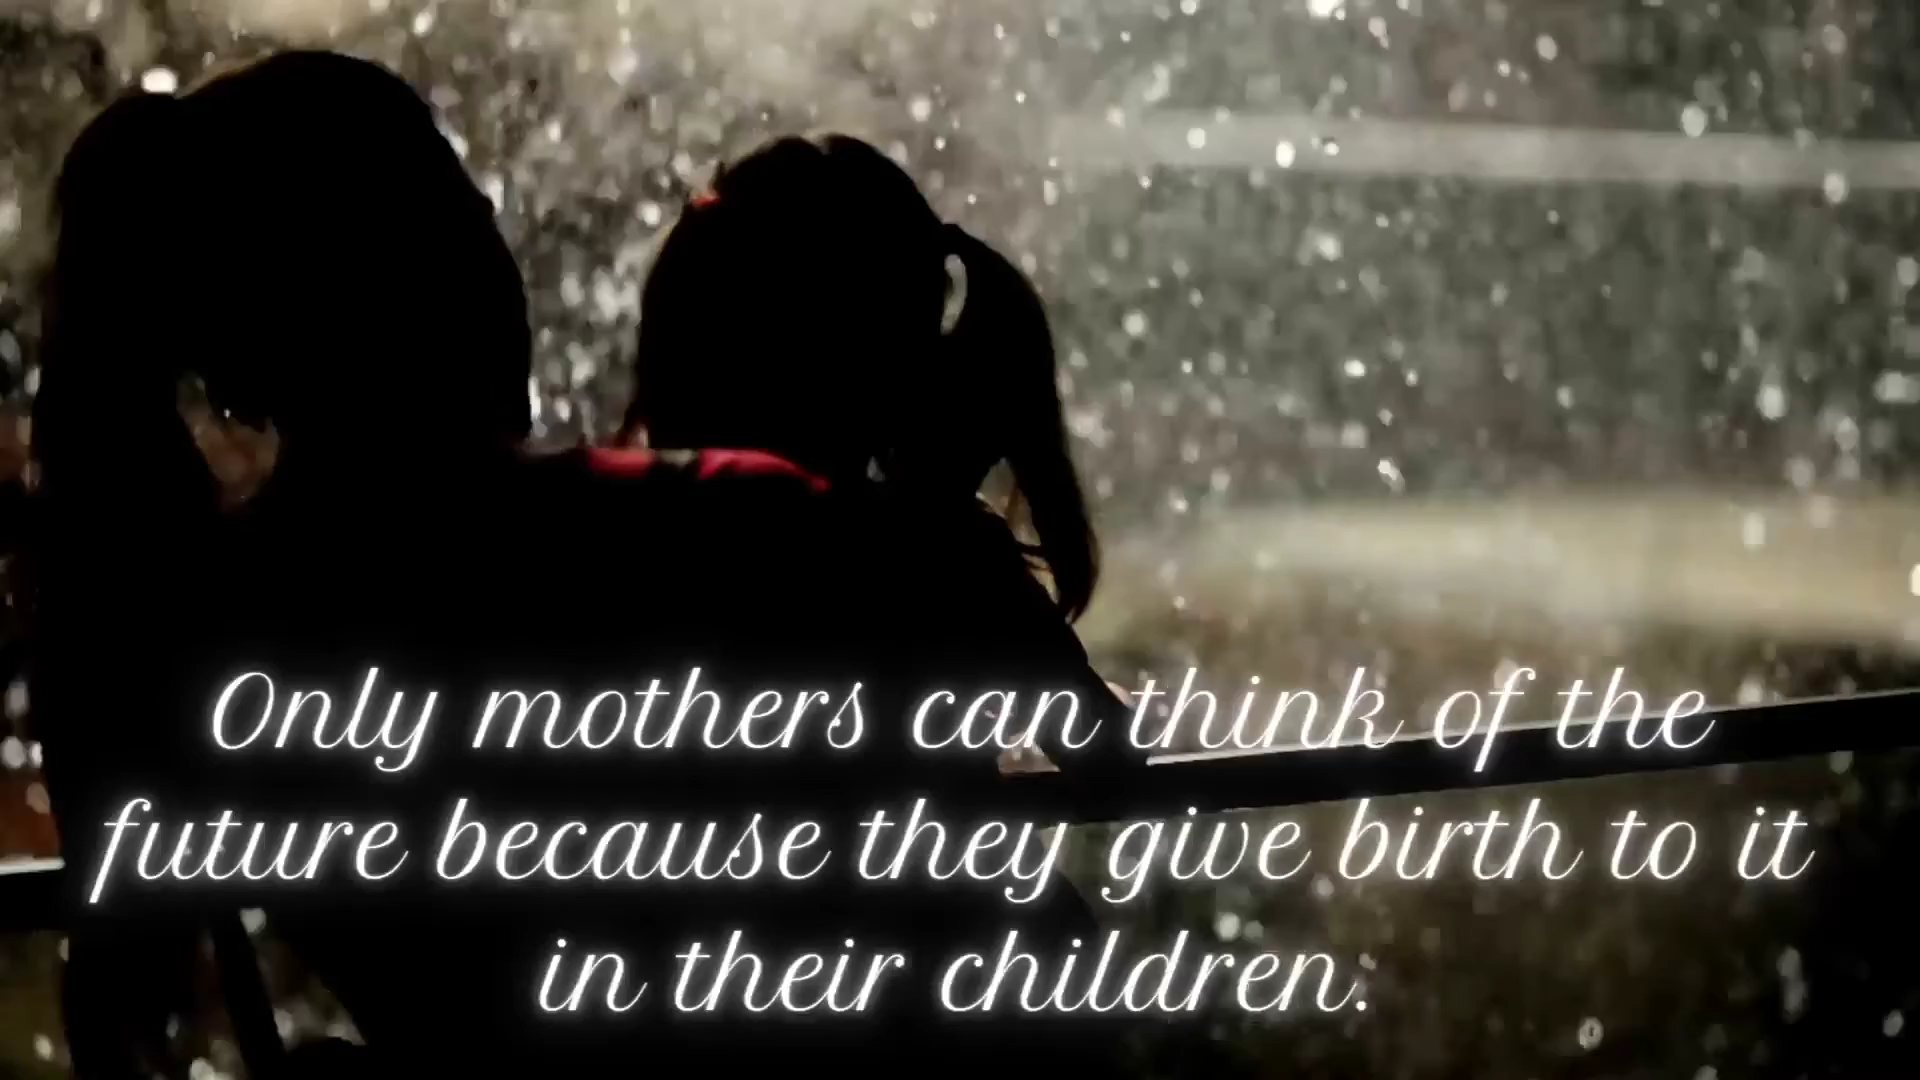 Only mothers can think of the
future because they give birth to it
in their children.